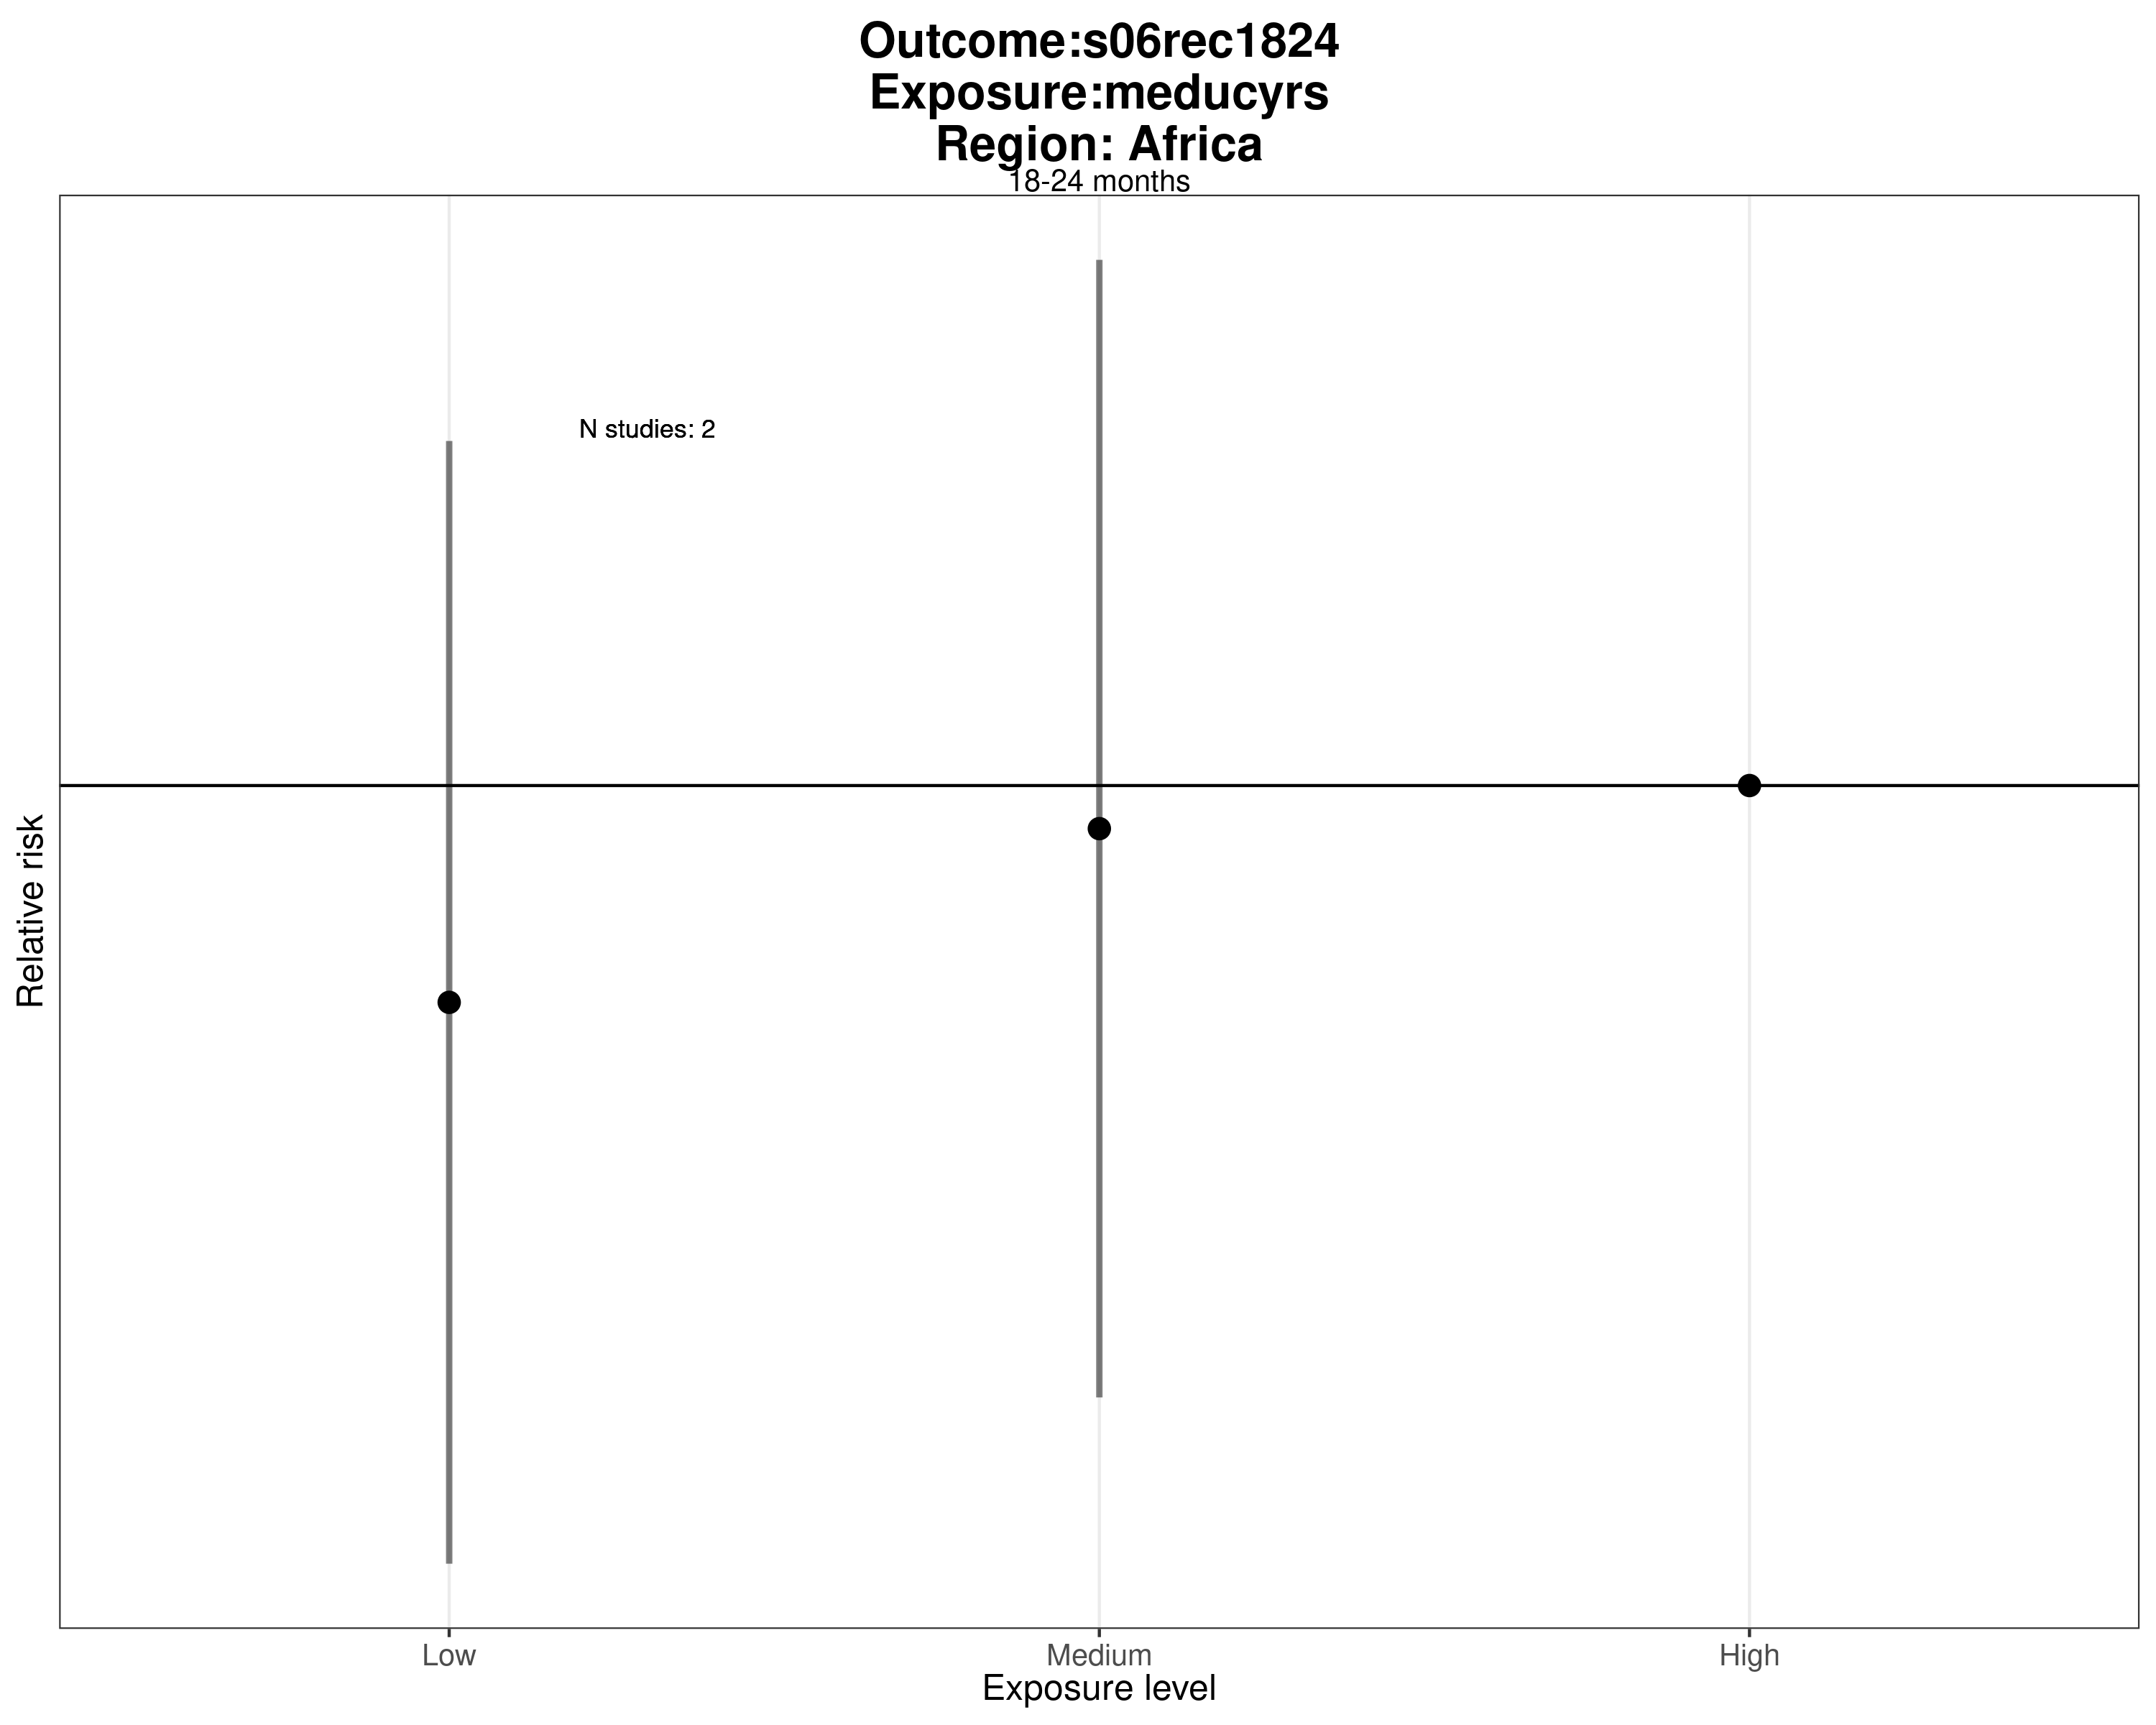 Outcome:s06rec1824
Exposure:meducyrs
Region: Africa
18-24 months
N studies: 2
Relative risk
Low
Medium
High
Exposure level